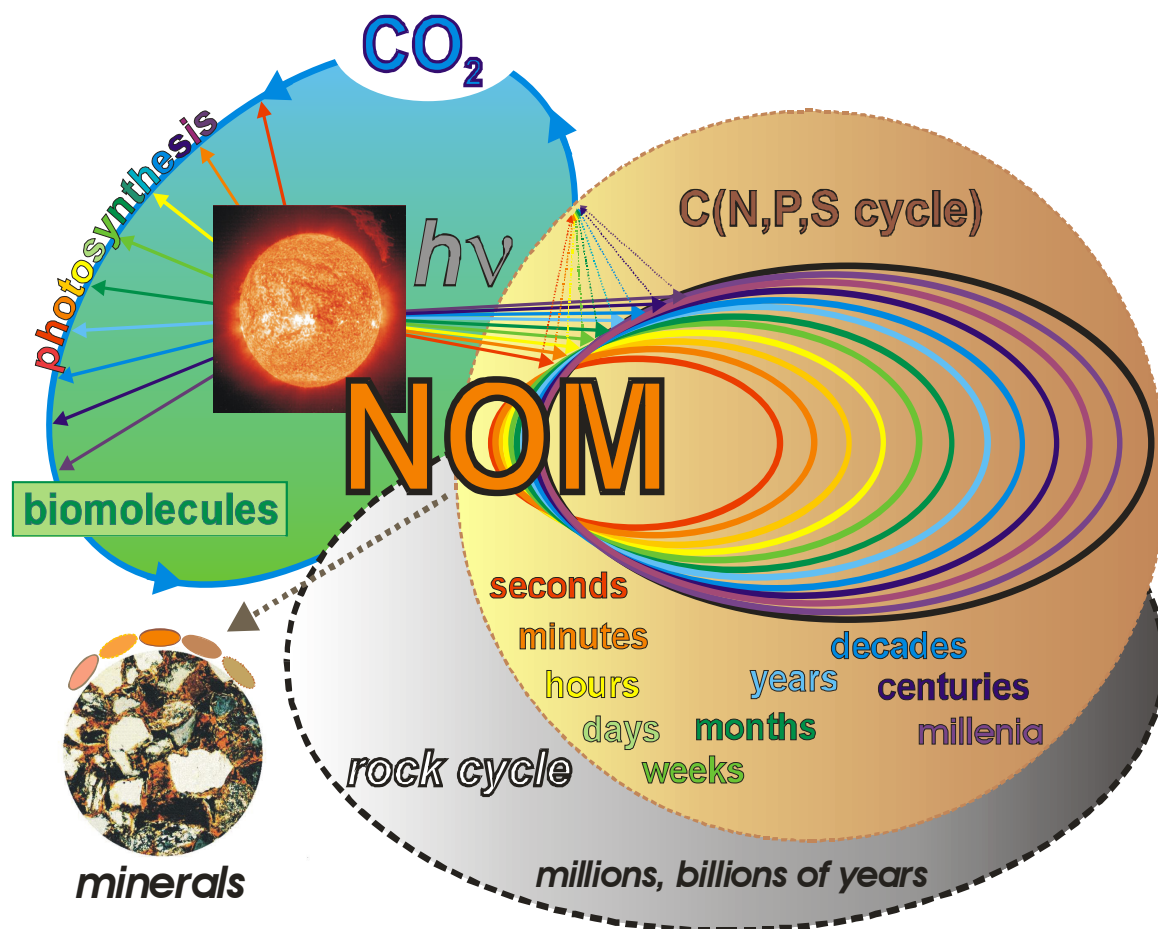 CO2
photosynthesis
hν
C(N,P,S cycle)
NOM
biomolecules
seconds
minutes
hours
days
weeks
months
years
decades
centuries
millenia
rock cycle
minerals
millions, billions of years